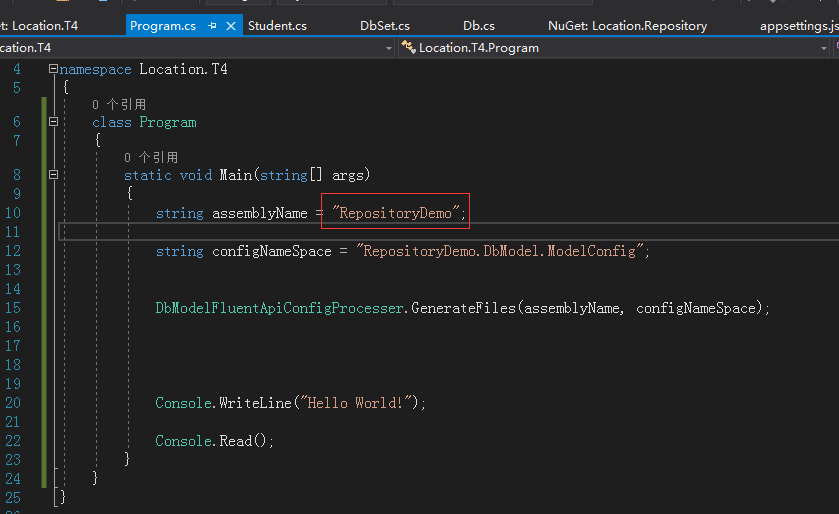 et: Location.T4 Program.cs Student.cs DbSet.cs Db.cs NuGet: Location.Repository appsettings.js
cation.T4 Location.T4.Program
4 namespace Location.T4
5 {
0 个引用
6 class Program
7 {
0 个引用
8 static void Main(string[] args)
9 {
10 string assemblyName = "RepositoryDemo";
11
12 string configNameSpace = "RepositoryDemo.DbModel.ModelConfig";
13
14
15 DbModelFluentApiConfigProcesser.GenerateFiles(assemblyName, configNameSpace);
16
17
18
19
20 Console.WriteLine("Hello World!");
21
22 Console.Read();
23 }
24 }
25 }